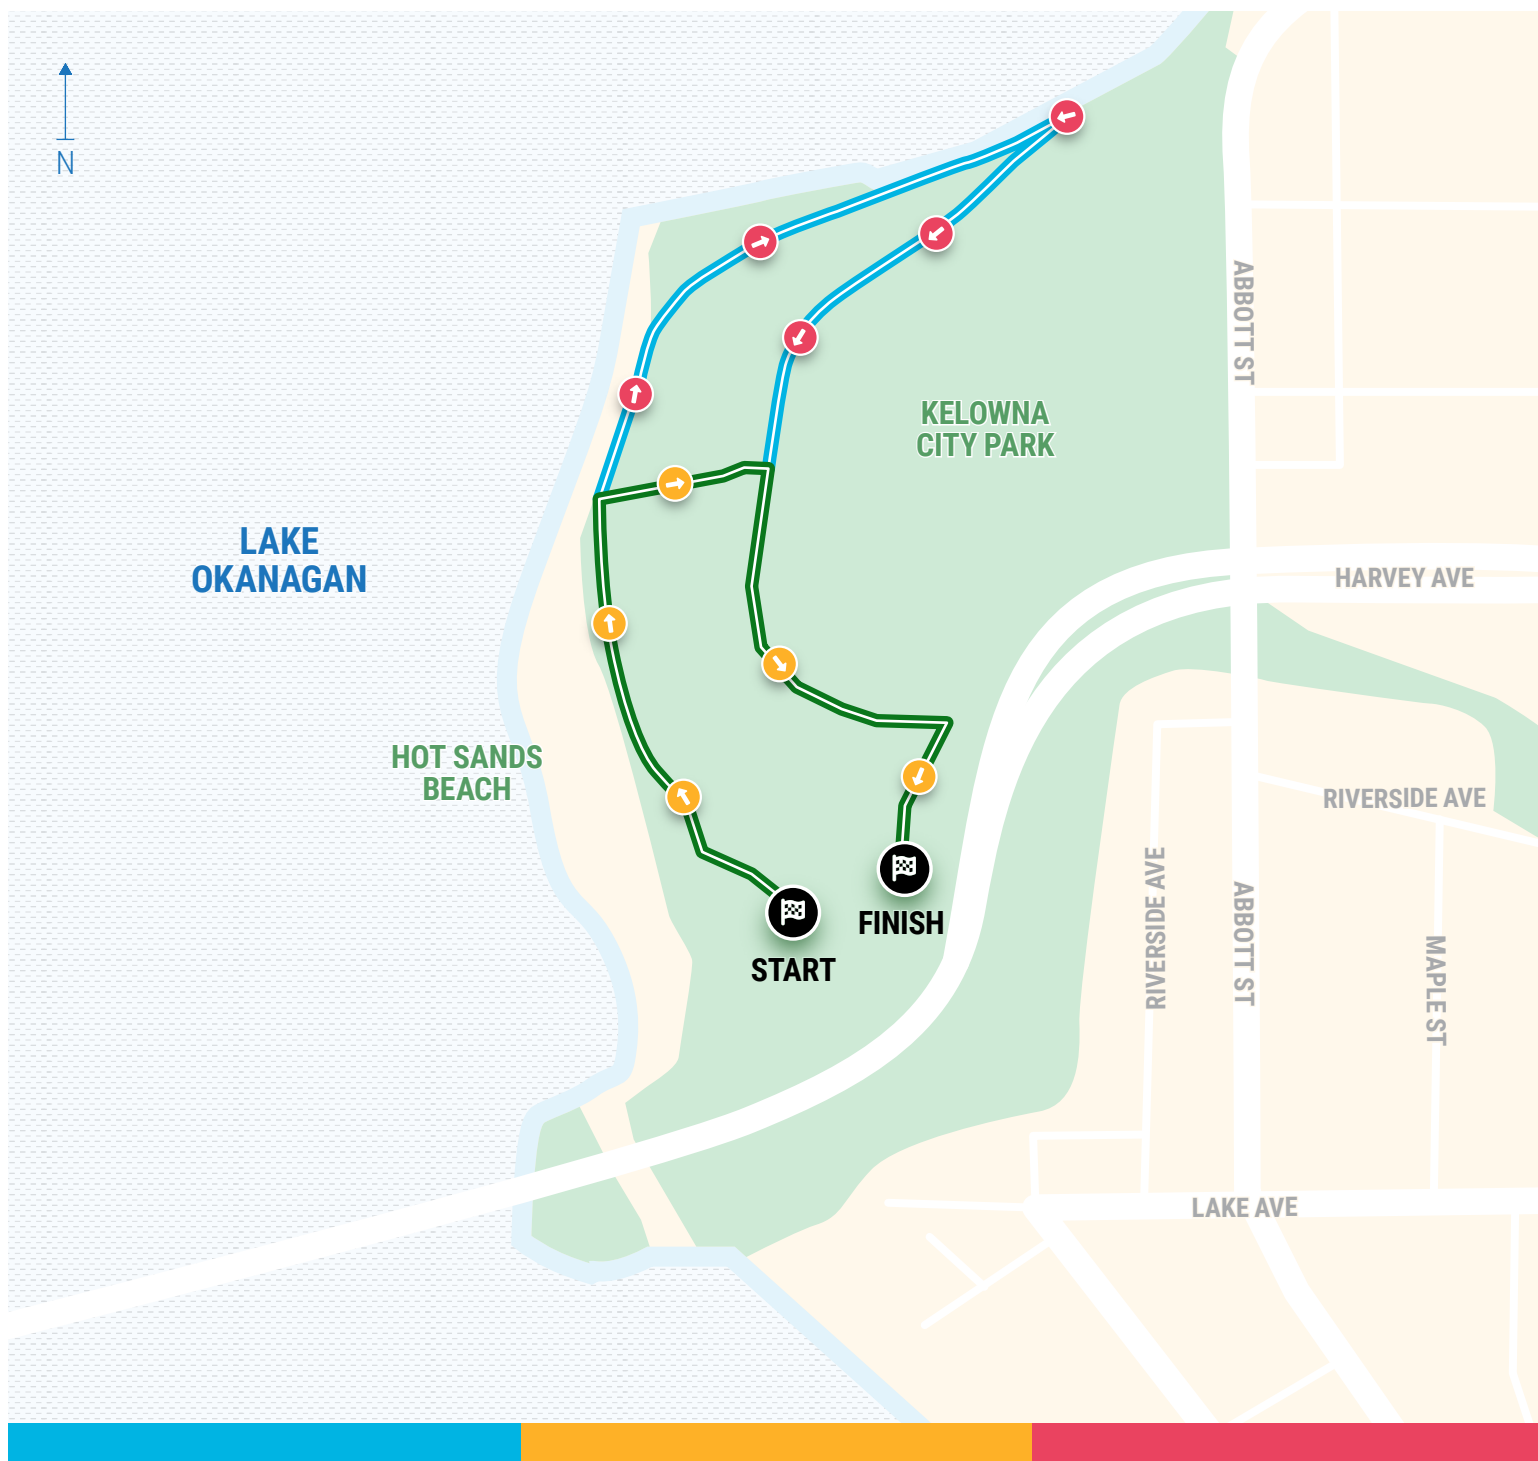 N
ABBOTT ST
KELOWNA
CITY PARK
LAKE
OKANAGAN
HARVEY AVE
HOT SANDS
BEACH
RIVERSIDE AVE
RIVERSIDE AVE
ABBOTT ST
MAPLE ST
FINISH
START
LAKE AVE